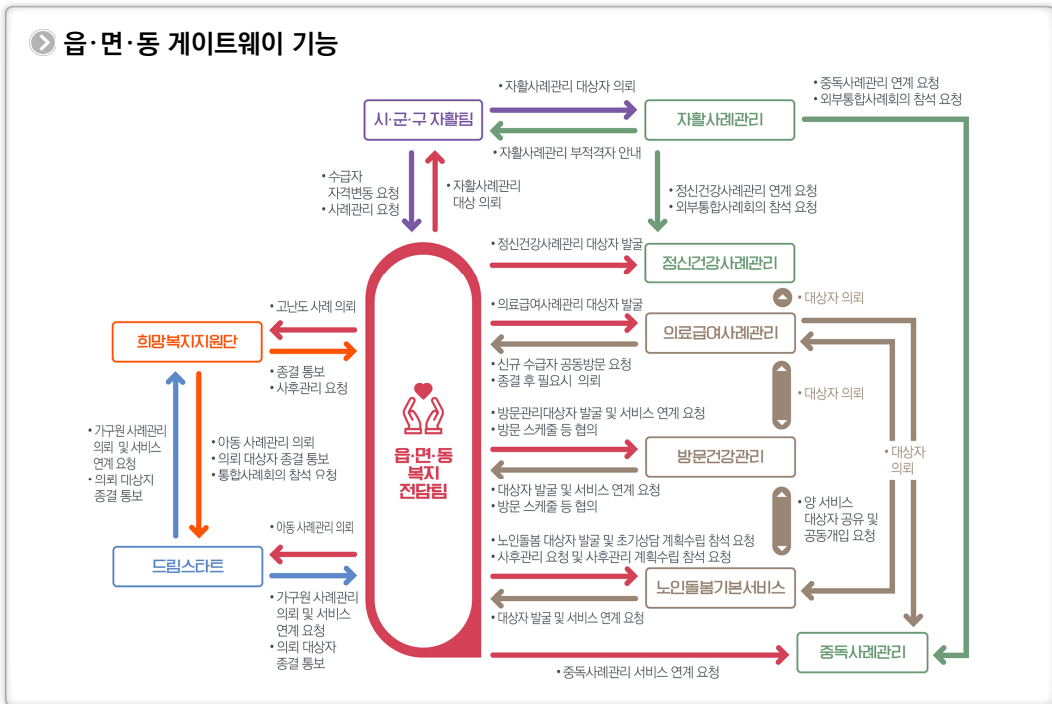 읍·면·동 게이트웨이 기능
• 자활사례관리 대상자 의뢰
• 중독사례관리 연계 요청
• 외부통합사례회의 참석 요청
시·군·구 자활팀
자활사례관리
• 자활사례관리 부적격자 안내
• 수급자
자격변동 요청
• 사례관리 요청
• 자활사례관리
대상 의뢰
• 정신건강사례관리 연계 요청
• 외부통합사례회의 참석 요청
• 정신건강사례관리 대상자 발굴
정신건강사례관리
• 고난도 사례 의뢰
• 의료급여사례관리 대상자 발굴
• 대상자 의뢰
희망복지지원단
의료급여사례관리
• 종결 통보
• 사후관리 요청
• 신규 수급자 공동방문 요청
• 종결 후 필요시 의뢰
• 대상자 의뢰
• 가구원 사례관리
의뢰 및 서비스
연계 요청
• 의뢰 대상지
종결 통보
• 아동 사례관리 의뢰
• 의뢰 대상자 종결 통보
• 통합사례회의 참석 요청
읍·면·동
복지
전담팀
• 방문관리대상자 발굴 및 서비스 연계 요청
• 방문 스케줄 등 협의
방문건강관리
• 대상자
의뢰
• 대상자 발굴 및 서비스 연계 요청
• 방문 스케줄 등 협의
• 양 서비스
대상자 공유 및
공동개입 요청
• 아동 사례관리 의뢰
• 노인돌봄 대상자 발굴 및 초기상담 계획수립 참석 요청
• 사후관리 요청 및 사후관리 계획수립 참석 요청
드림스타트
노인돌봄기본서비스
• 가구원 사례관리
의뢰 및 서비스
연계 요청
• 의뢰 대상자
종결 통보
• 대상자 발굴 및 서비스 연계 요청
중독사례관리
• 중독사례관리 서비스 연계 요청